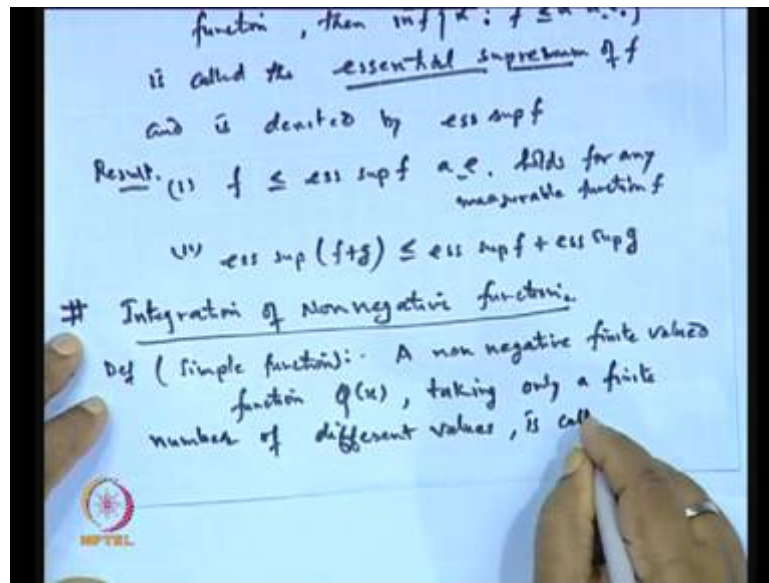 function, then inf{α : f ≤ α a.e.}
is called the essential supremum of f
and is denoted by ess sup f
Result. (i) f ≤ ess sup f a.e. holds for any
measurable function f
(ii) ess sup (f+g) ≤ ess sup f + ess sup g
# Integration of Nonnegative functions.
Def (Simple function):- A non negative finite valued
function φ(x), taking only a finite
number of different values, is call
NPTEL